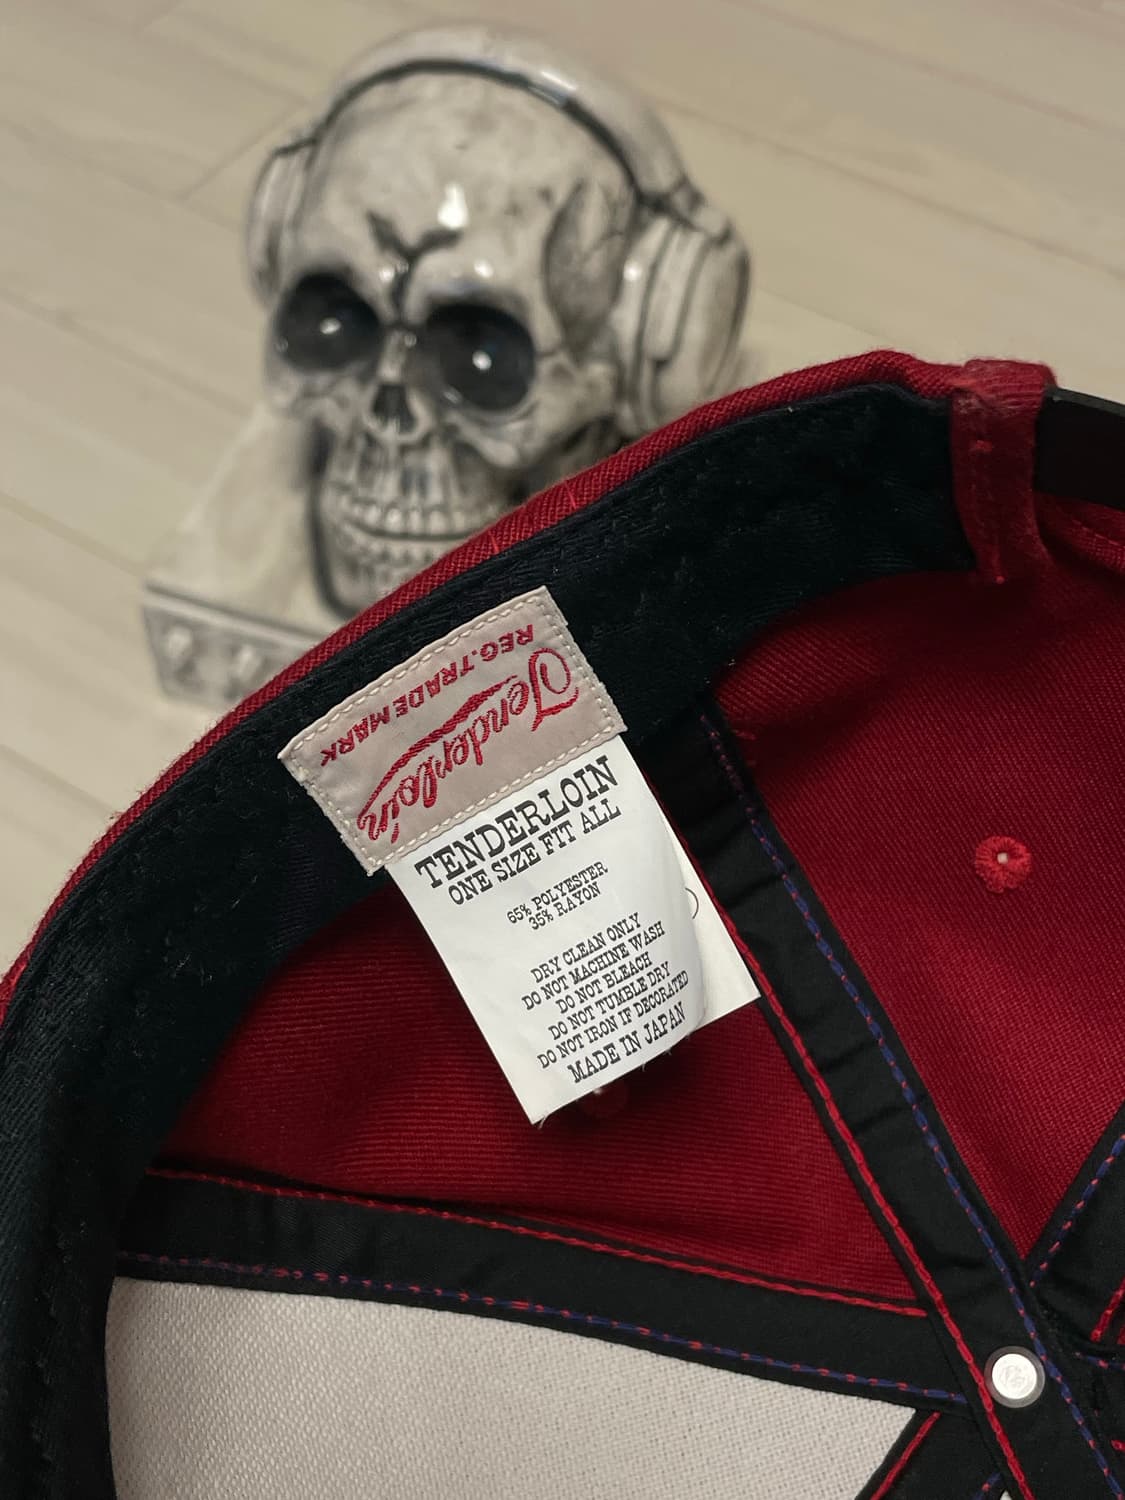 Tenderloin
REG. TRADE MARK
TENDERLOIN
ONE SIZE FIT ALL
65% POLYESTER
35% RAYON
DRY CLEAN ONLY
DO NOT MACHINE WASH
DO NOT BLEACH
DO NOT TUMBLE DRY
DO NOT IRON IF DECORATED
MADE IN JAPAN